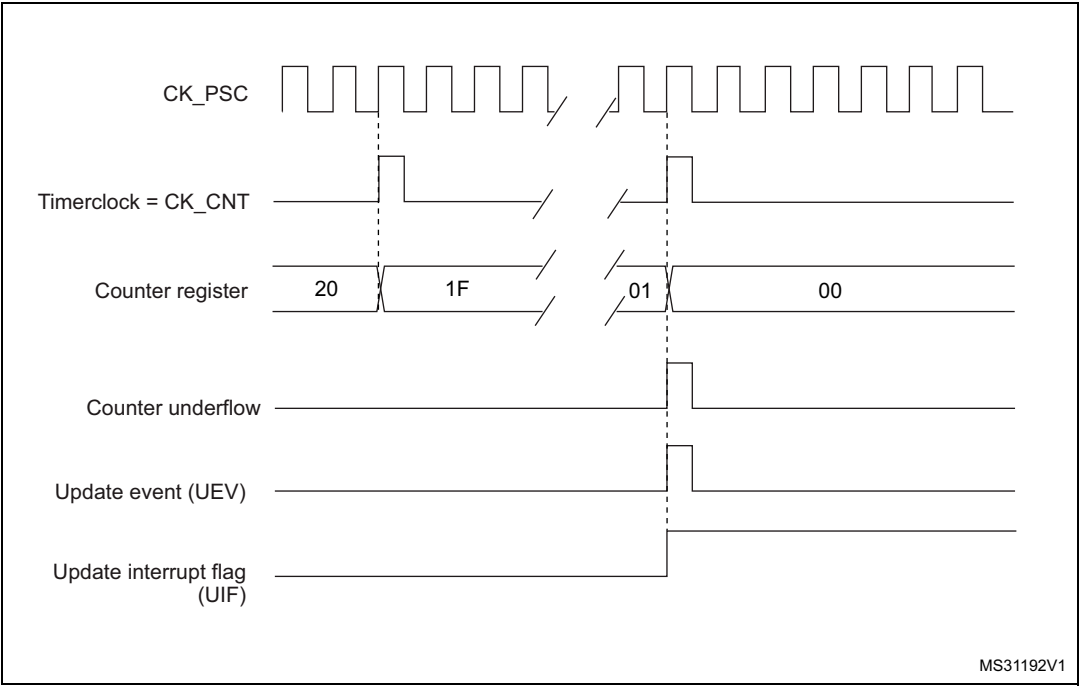 CK_PSC
Timerclock = CK_CNT
Counter register
20
1F
01
00
Counter underflow
Update event (UEV)
Update interrupt flag
(UIF)
MS31192V1